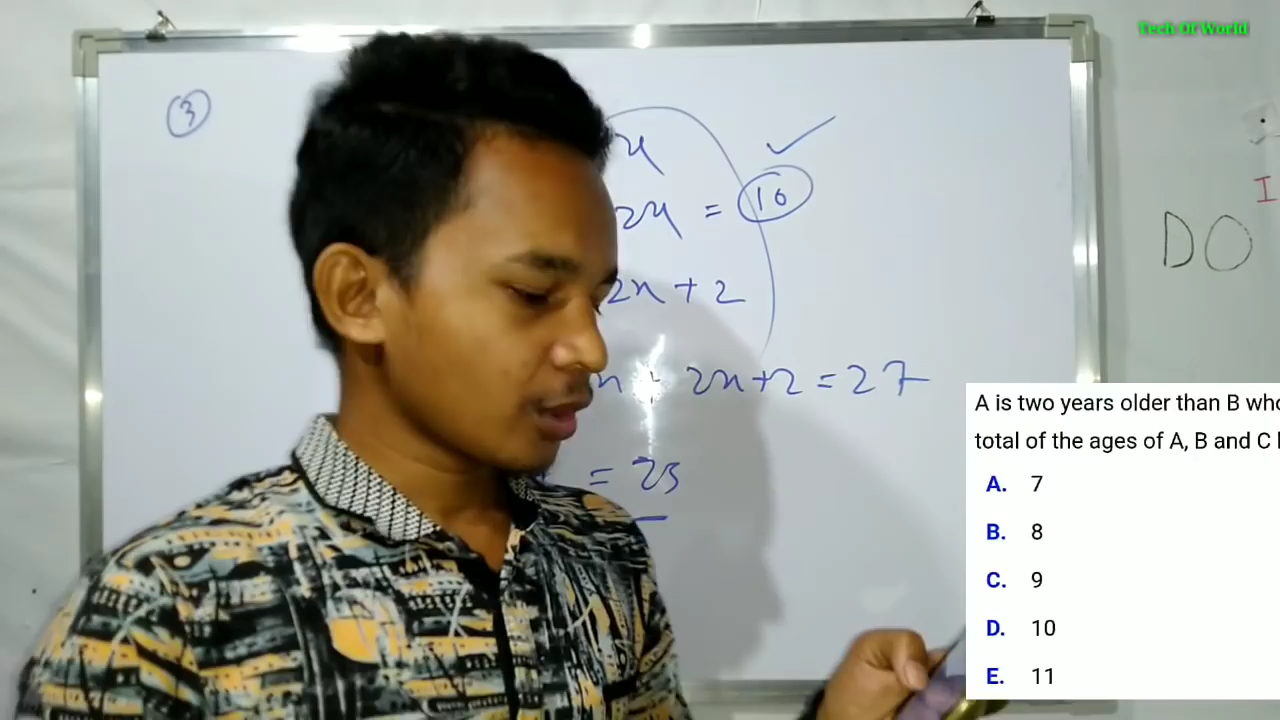 Tech Of World
3
x
2x = 10
2x + 2
x + 2x + 2 = 27
= 25
DO
I
A is two years older than B who
total of the ages of A, B and C
A. 7
B. 8
C. 9
D. 10
E. 11